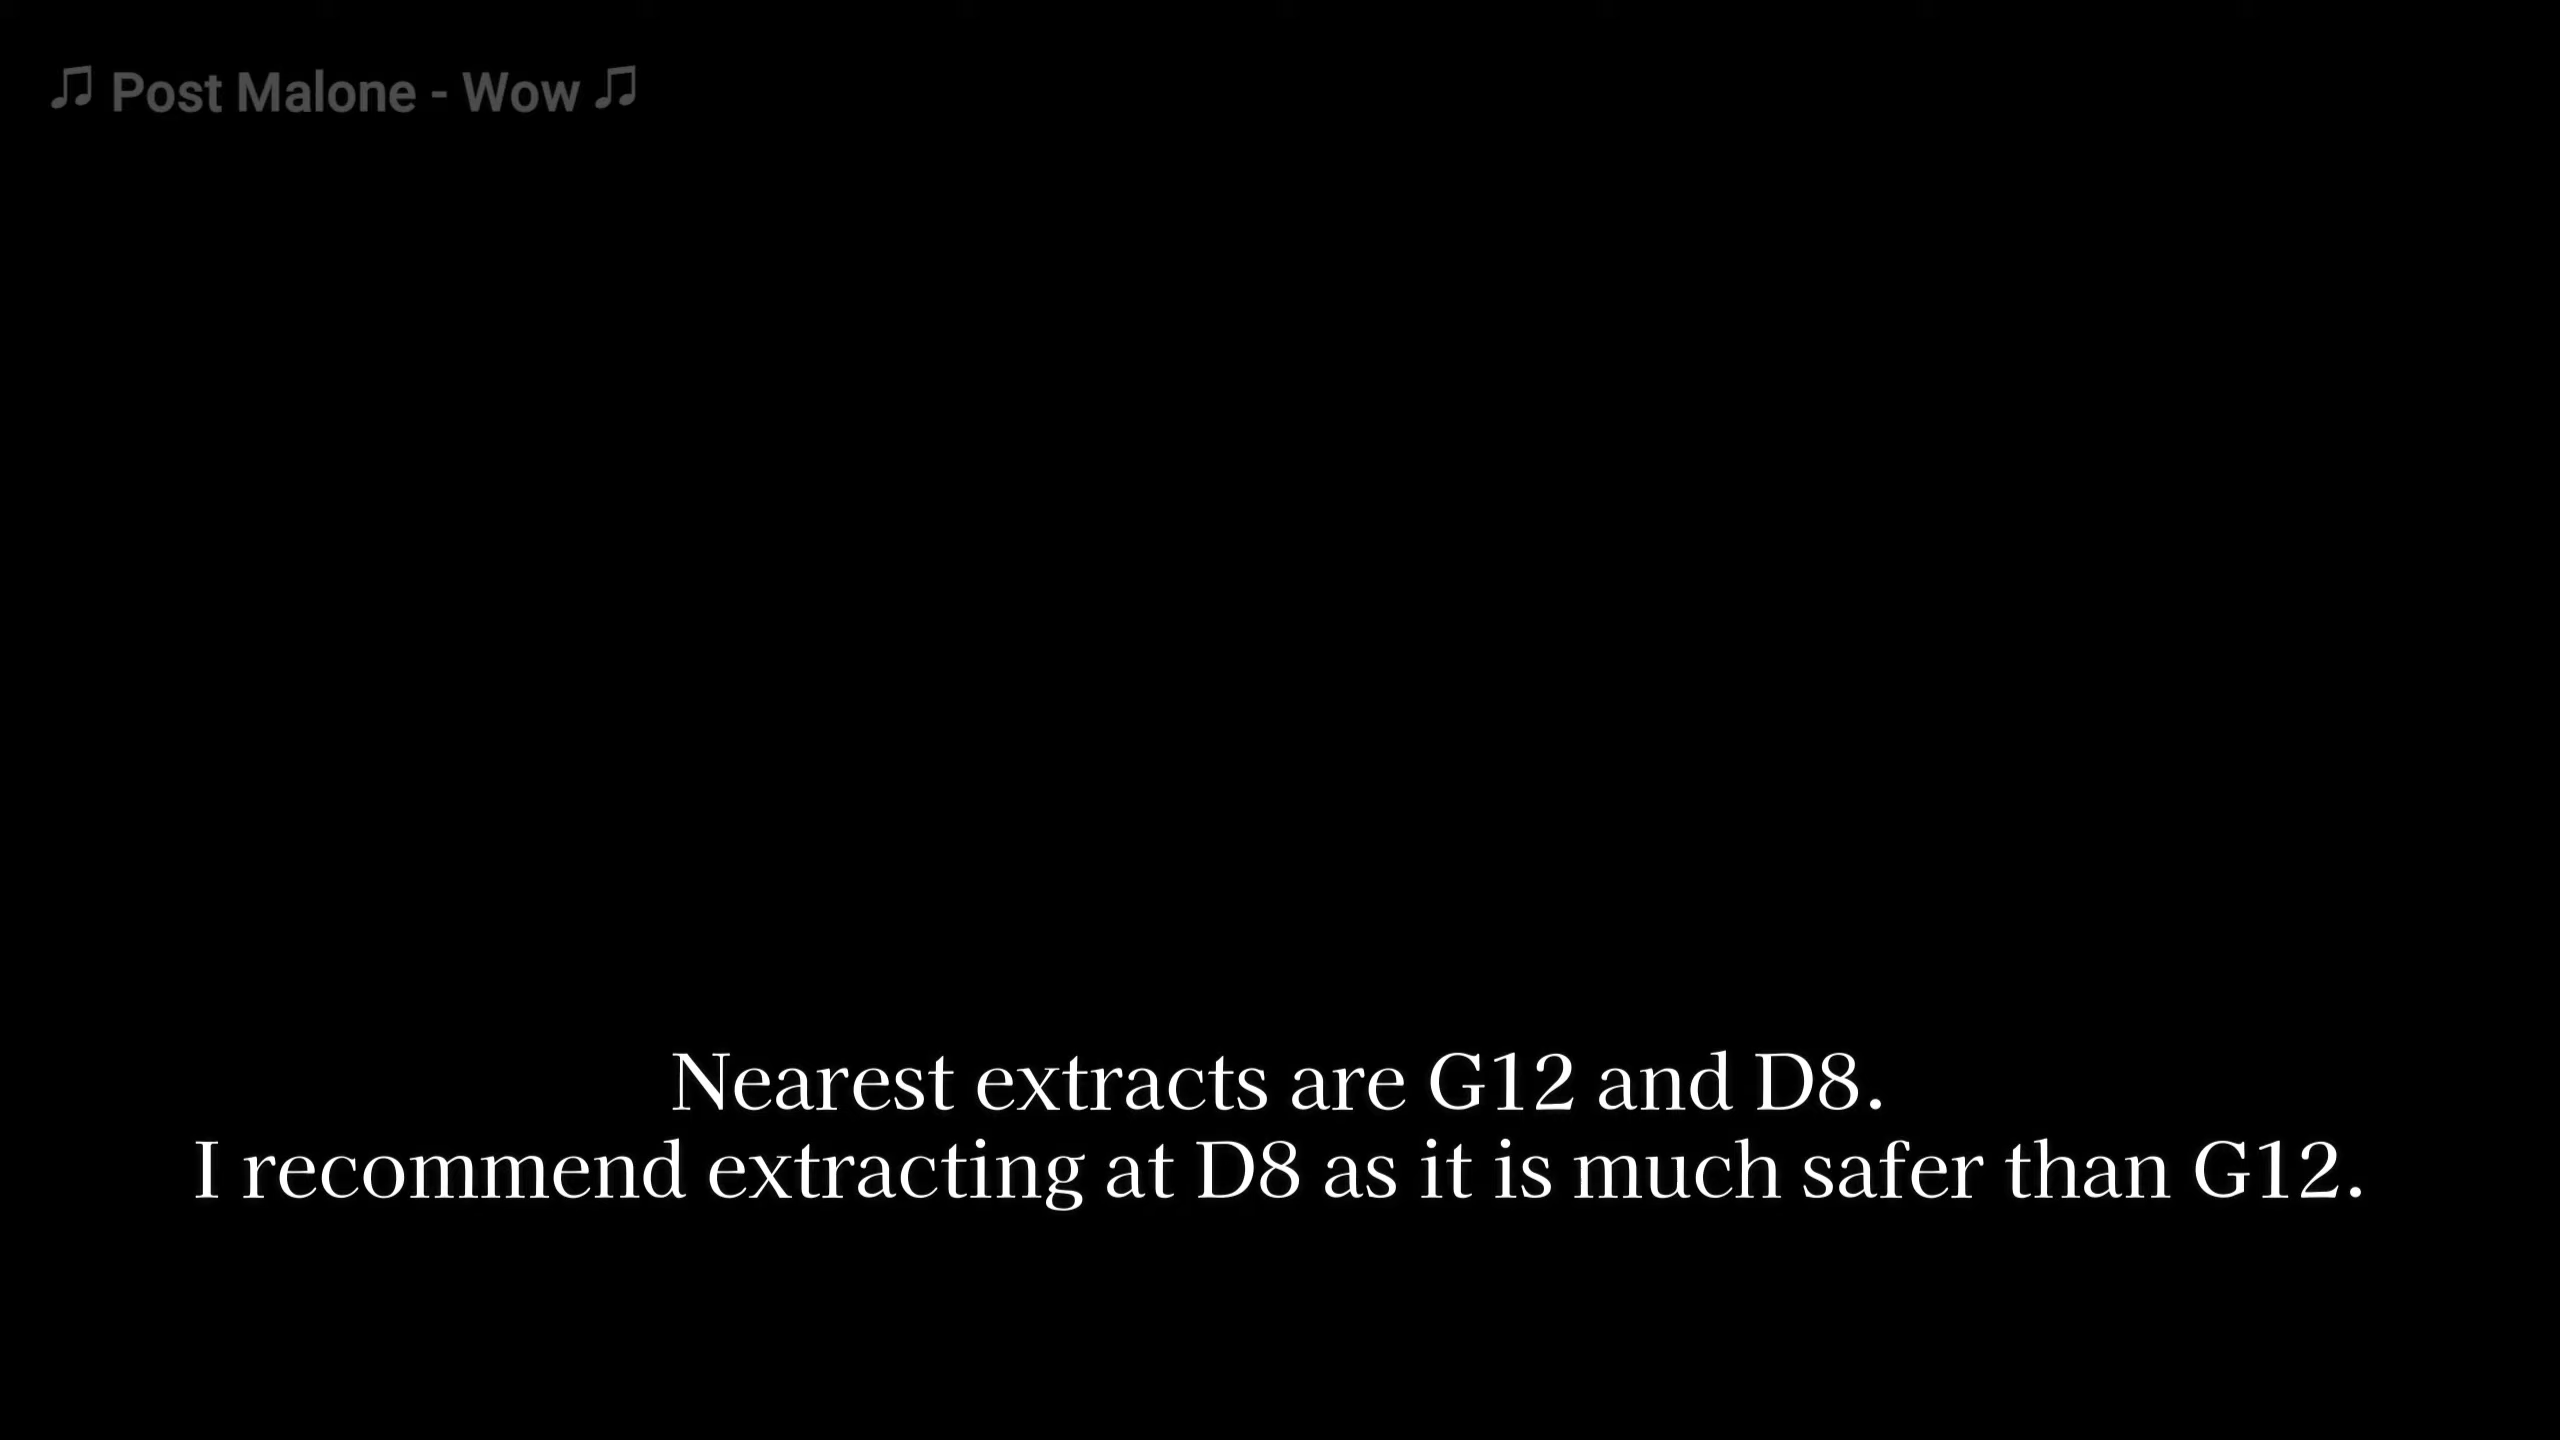 ♫ Post Malone - Wow ♫
Nearest extracts are G12 and D8.
I recommend extracting at D8 as it is much safer than G12.